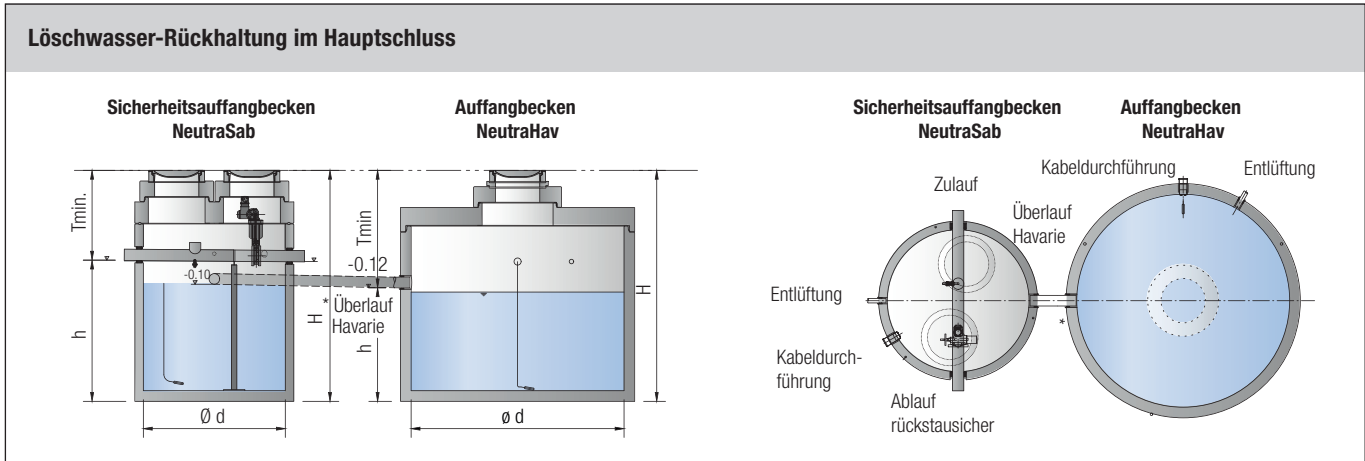 Löschwasser-Rückhaltung im Hauptschluss
Sicherheitsauffangbecken
NeutraSab
Auffangbecken
NeutraHav
Tmin.
h
-0.10
H
Tmin
-0.12
* Überlauf
Havarie
h
H
Ø d
ø d
Sicherheitsauffangbecken
NeutraSab
Auffangbecken
NeutraHav
Kabeldurchführung
Entlüftung
Zulauf
Überlauf
Havarie
Entlüftung
*
Kabeldurch-
führung
Ablauf
rückstausicher